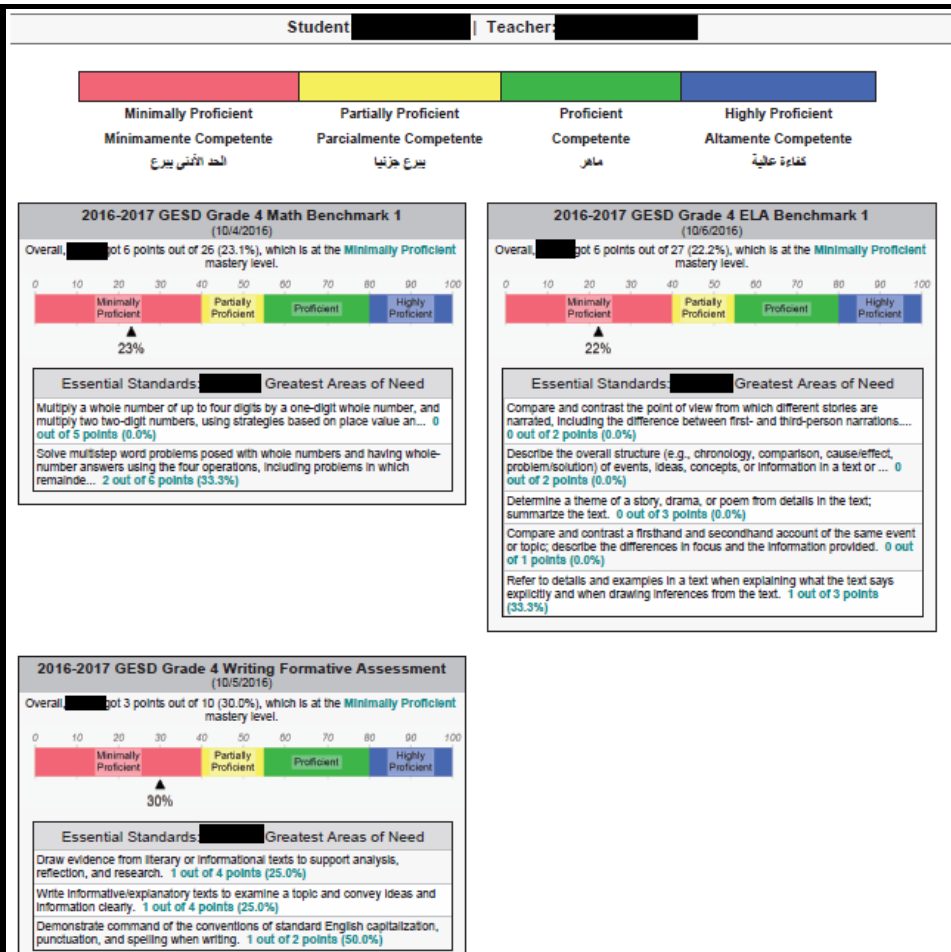 Student: | Teacher:
Minimally Proficient Partially Proficient Proficient Highly Proficient
Mínimamente Competente Parcialmente Competente Competente Altamente Competente
الحد الأدنى يبرع يبرع جزئيا ماهر كفاءة عالية
2016-2017 GESD Grade 4 Math Benchmark 1
(10/4/2016)
Overall, got 6 points out of 26 (23.1%), which is at the Minimally Proficient
mastery level.
0 10 20 30 40 50 60 70 80 90 100
Minimally Proficient Partially Proficient Proficient Highly Proficient
23%
Essential Standards: Greatest Areas of Need
Multiply a whole number of up to four digits by a one-digit whole number, and
multiply two two-digit numbers, using strategies based on place value an... 0
out of 5 points (0.0%)
Solve multistep word problems posed with whole numbers and having whole-
number answers using the four operations, including problems in which
remainde... 2 out of 6 points (33.3%)
2016-2017 GESD Grade 4 ELA Benchmark 1
(10/6/2016)
Overall, got 6 points out of 27 (22.2%), which is at the Minimally Proficient
mastery level.
0 10 20 30 40 50 60 70 80 90 100
Minimally Proficient Partially Proficient Proficient Highly Proficient
22%
Essential Standards: Greatest Areas of Need
Compare and contrast the point of view from which different stories are
narrated, including the difference between first- and third-person narrations....
0 out of 2 points (0.0%)
Describe the overall structure (e.g., chronology, comparison, cause/effect,
problem/solution) of events, ideas, concepts, or information in a text or ... 0
out of 2 points (0.0%)
Determine a theme of a story, drama, or poem from details in the text;
summarize the text. 0 out of 3 points (0.0%)
Compare and contrast a firsthand and secondhand account of the same event
or topic; describe the differences in focus and the information provided. 0 out
of 1 points (0.0%)
Refer to details and examples in a text when explaining what the text says
explicitly and when drawing inferences from the text. 1 out of 3 points
(33.3%)
2016-2017 GESD Grade 4 Writing Formative Assessment
(10/5/2016)
Overall, got 3 points out of 10 (30.0%), which is at the Minimally Proficient
mastery level.
0 10 20 30 40 50 60 70 80 90 100
Minimally Proficient Partially Proficient Proficient Highly Proficient
30%
Essential Standards: Greatest Areas of Need
Draw evidence from literary or informational texts to support analysis,
reflection, and research. 1 out of 4 points (25.0%)
Write informative/explanatory texts to examine a topic and convey ideas and
information clearly. 1 out of 4 points (25.0%)
Demonstrate command of the conventions of standard English capitalization,
punctuation, and spelling when writing. 1 out of 2 points (50.0%)